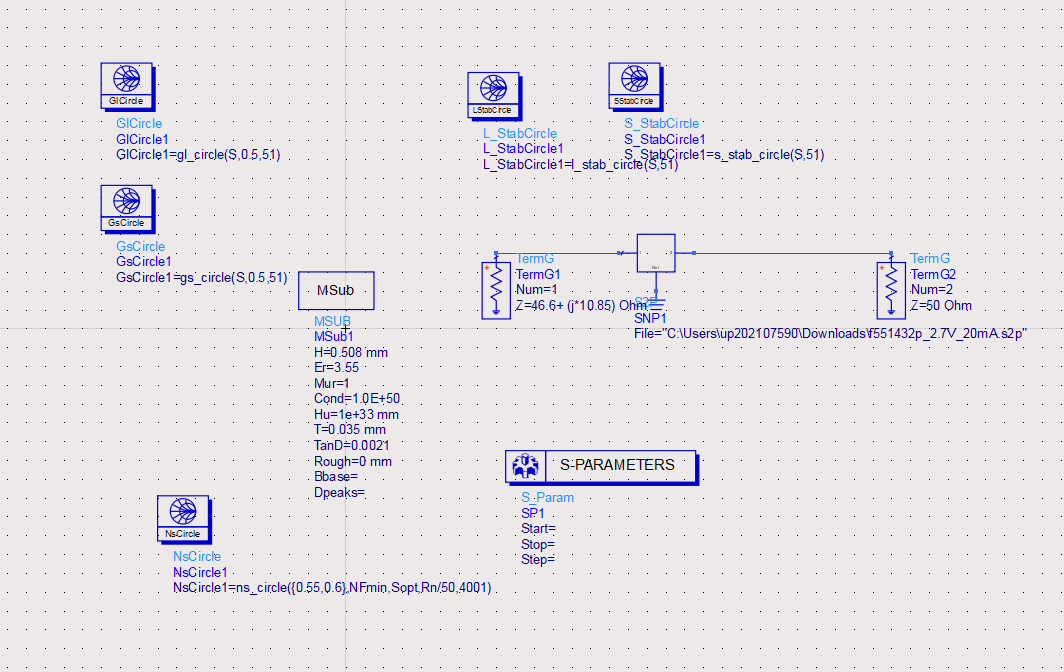 GlCircle
GlCircle
GlCircle1
GlCircle1=gl_circle(S,0.5,51)
LStabCircle
L_StabCircle
L_StabCircle1
L_StabCircle1=l_stab_circle(S,51)
SStabCircle
S_StabCircle
S_StabCircle1
S_StabCircle1=s_stab_circle(S,51)
GsCircle
GsCircle
GsCircle1
GsCircle1=gs_circle(S,0.5,51)
MSub
MSUB
MSub1
H=0.508 mm
Er=3.55
Mur=1
Cond=1.0E+50
Hu=1e+33 mm
T=0.035 mm
TanD=0.0021
Rough=0 mm
Bbase=
Dpeaks=
TermG
TermG1
Num=1
Z=46.6+ (j*10.85) Ohm
S2P
SNP1
File="C:\Users\up202107590\Downloads\f551432p_2.7V_20mA.s2p"
TermG
TermG2
Num=2
Z=50 Ohm
S-PARAMETERS
S_Param
SP1
Start=
Stop=
Step=
NsCircle
NsCircle
NsCircle1
NsCircle1=ns_circle({0.55,0.6},NFmin,Sopt,Rn/50,4001)